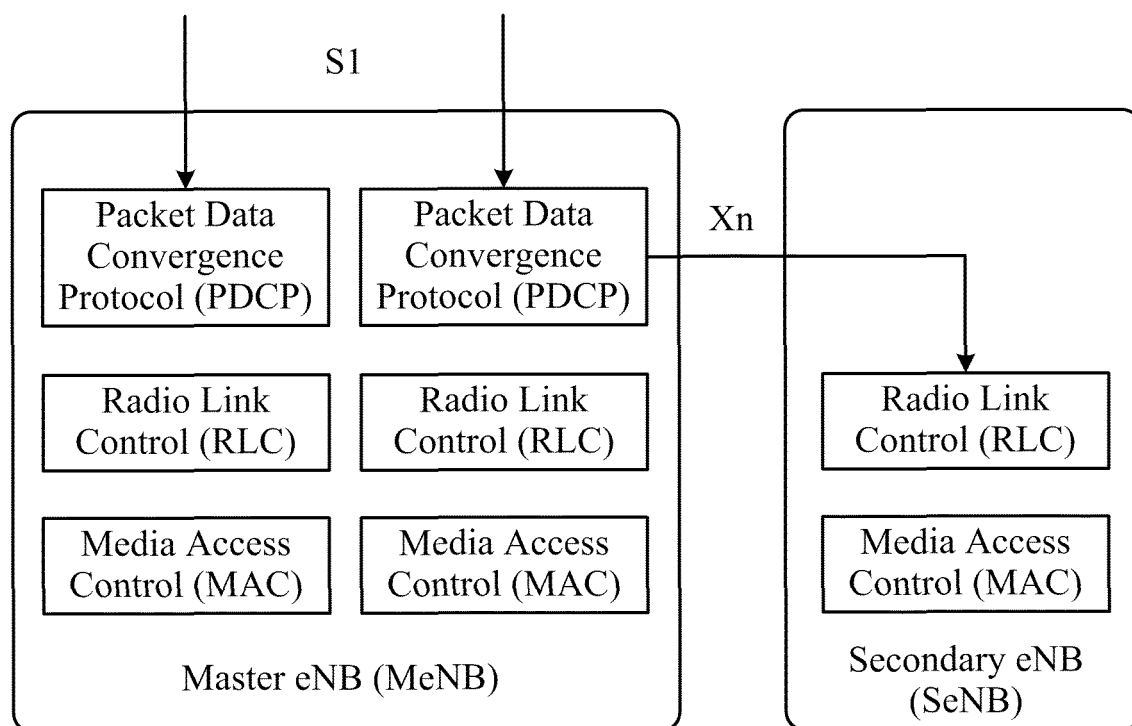 S1
Packet Data
Convergence
Protocol (PDCP)
Packet Data
Convergence
Protocol (PDCP)
Xn
Radio Link
Control (RLC)
Radio Link
Control (RLC)
Radio Link
Control (RLC)
Media Access
Control (MAC)
Media Access
Control (MAC)
Media Access
Control (MAC)
Master eNB (MeNB)
Secondary eNB
(SeNB)